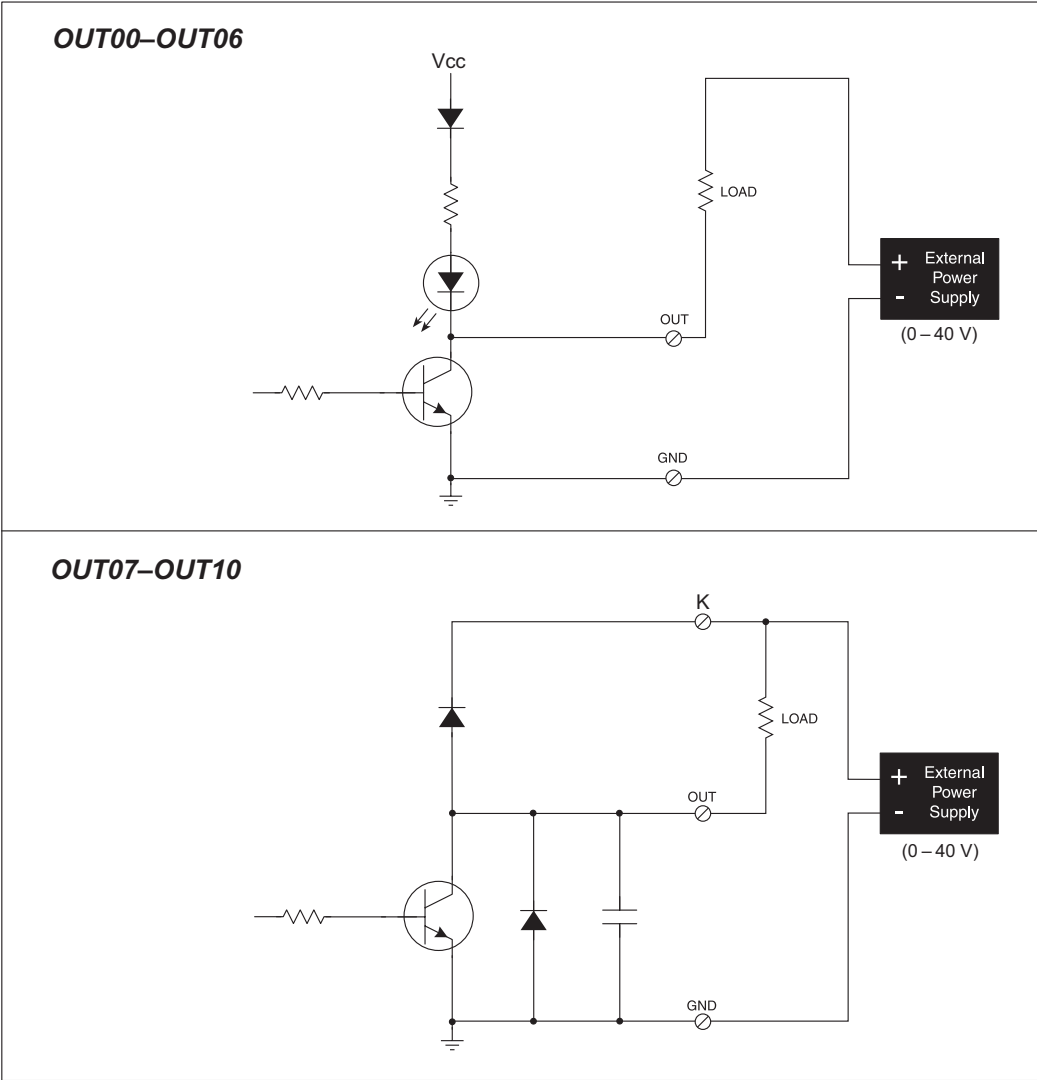 OUT00–OUT06
Vcc
LOAD
+ External
Power
- Supply
(0–40 V)
OUT
GND
OUT07–OUT10
K
LOAD
+ External
Power
- Supply
(0–40 V)
OUT
GND